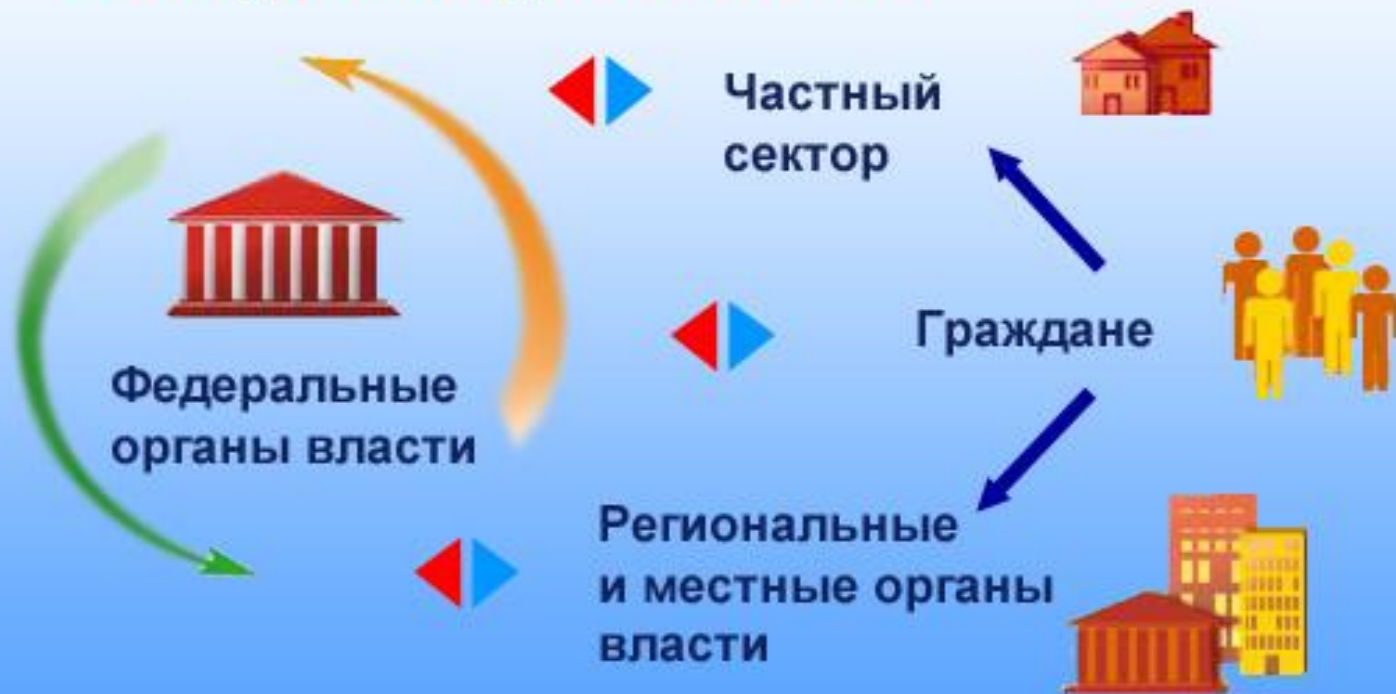 Частный
сектор
Граждане
Федеральные
органы власти
Региональные
и местные органы
власти